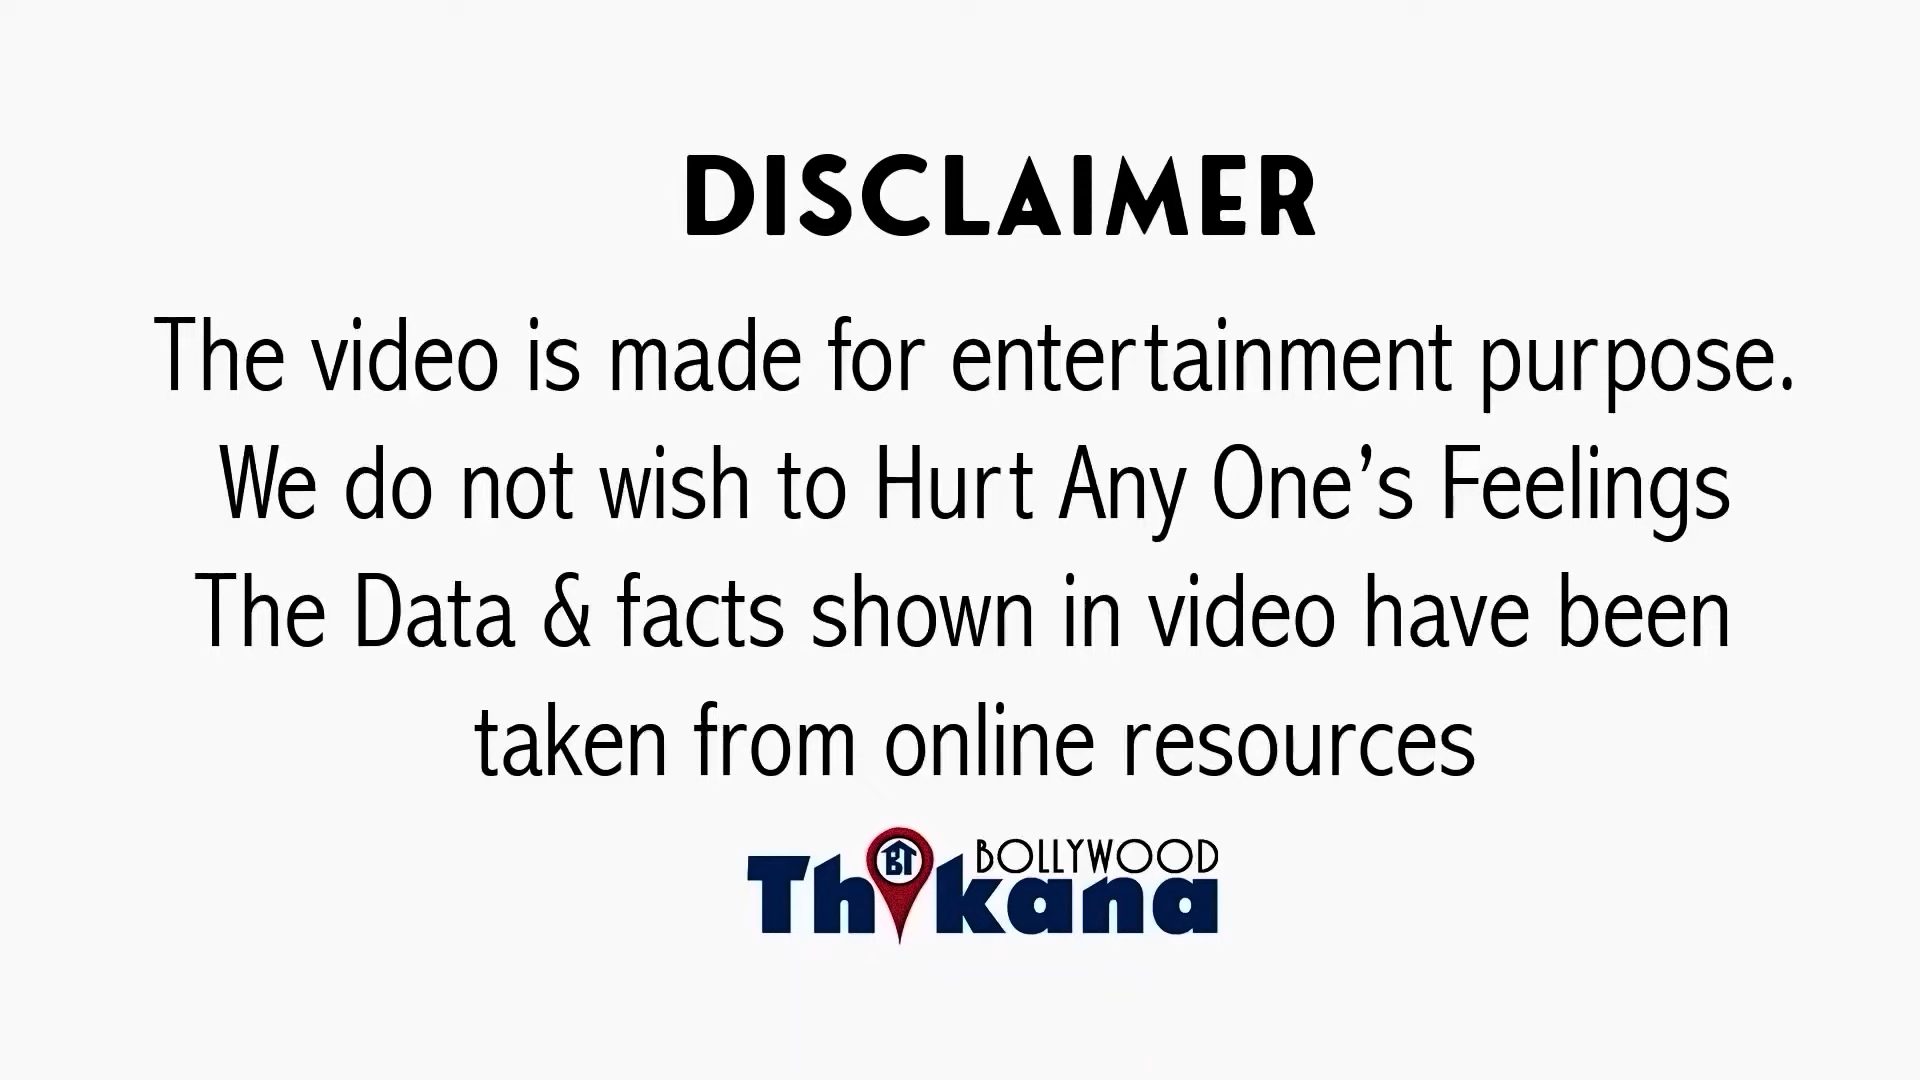 DISCLAIMER
The video is made for entertainment purpose.
We do not wish to Hurt Any One’s Feelings
The Data & facts shown in video have been
taken from online resources
BT
BOLLYWOOD
Thikana